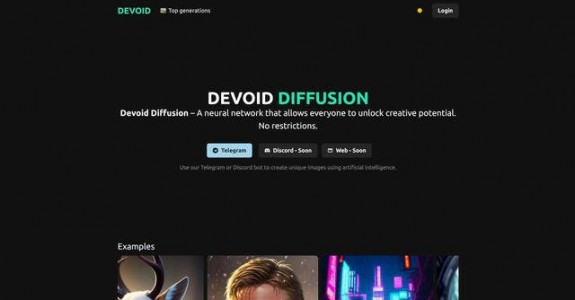 DEVOID
Top generations
Login
DEVOID DIFFUSION
Devoid Diffusion – A neural network that allows everyone to unlock creative potential.
No restrictions.
Telegram
Discord - Soon
Web - Soon
Use our Telegram or Discord bot to create unique images using artificial intelligence.
Examples